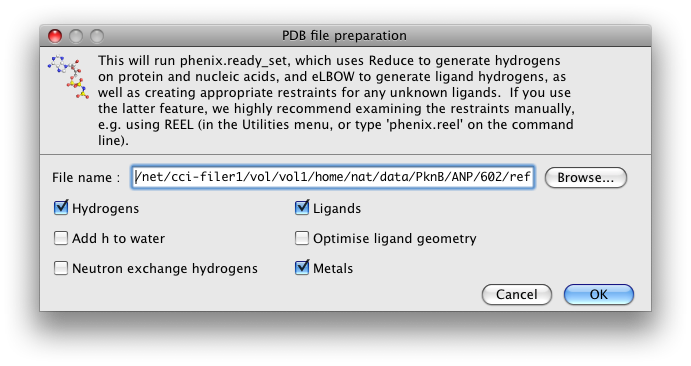 PDB file preparation
This will run phenix.ready_set, which uses Reduce to generate hydrogens
on protein and nucleic acids, and eLBOW to generate ligand hydrogens, as
well as creating appropriate restraints for any unknown ligands.  If you use
the latter feature, we highly recommend examining the restraints manually,
e.g. using REEL (in the Utilities menu, or type 'phenix.reel' on the command
line).
File name : /net/cci-filer1/vol/vol1/home/nat/data/PknB/ANP/602/ref Browse...
Hydrogens Ligands
Add h to water Optimise ligand geometry
Neutron exchange hydrogens Metals
Cancel OK